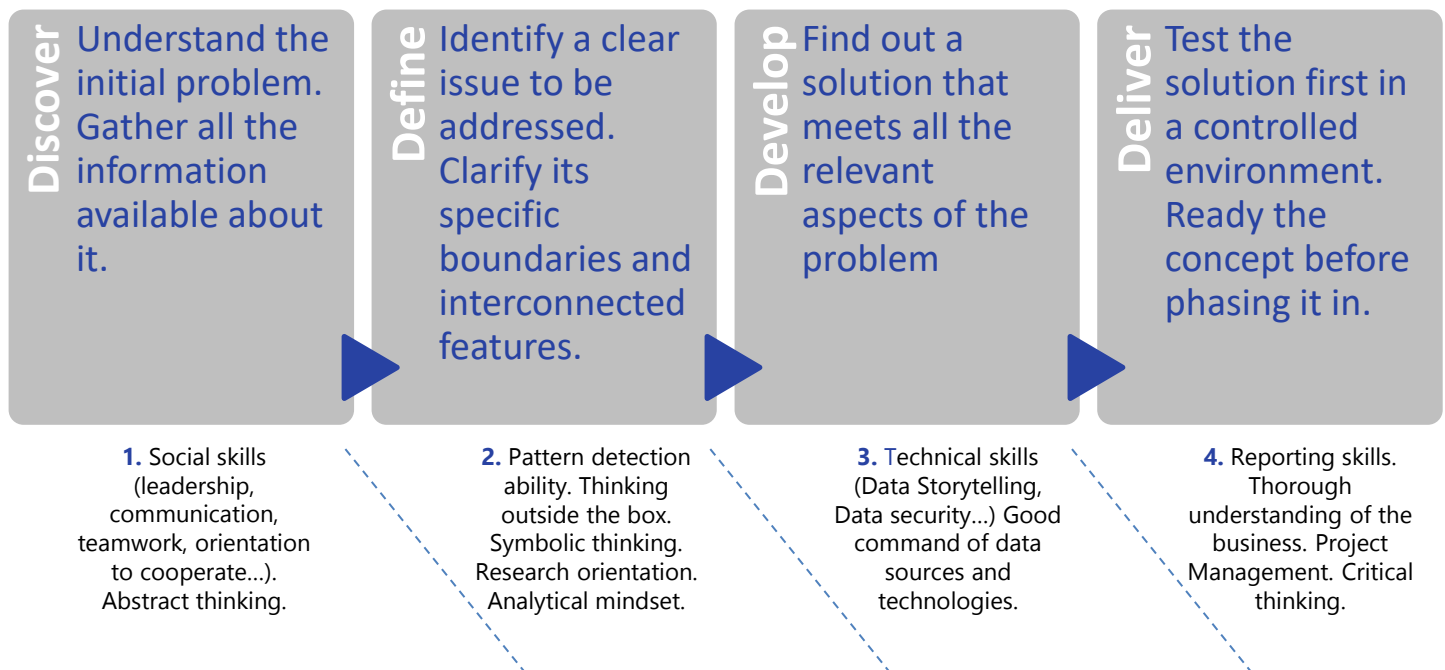 Discover
Understand the
initial problem.
Gather all the
information
available about
it.
Define
Identify a clear
issue to be
addressed.
Clarify its
specific
boundaries and
interconnected
features.
Develop
Find out a
solution that
meets all the
relevant
aspects of the
problem
Deliver
Test the
solution first in
a controlled
environment.
Ready the
concept before
phasing it in.
1. Social skills
(leadership,
communication,
teamwork, orientation
to cooperate...).
Abstract thinking.
2. Pattern detection
ability. Thinking
outside the box.
Symbolic thinking.
Research orientation.
Analytical mindset.
3. Technical skills
(Data Storytelling,
Data security...) Good
command of data
sources and
technologies.
4. Reporting skills.
Thorough
understanding of the
business. Project
Management. Critical
thinking.